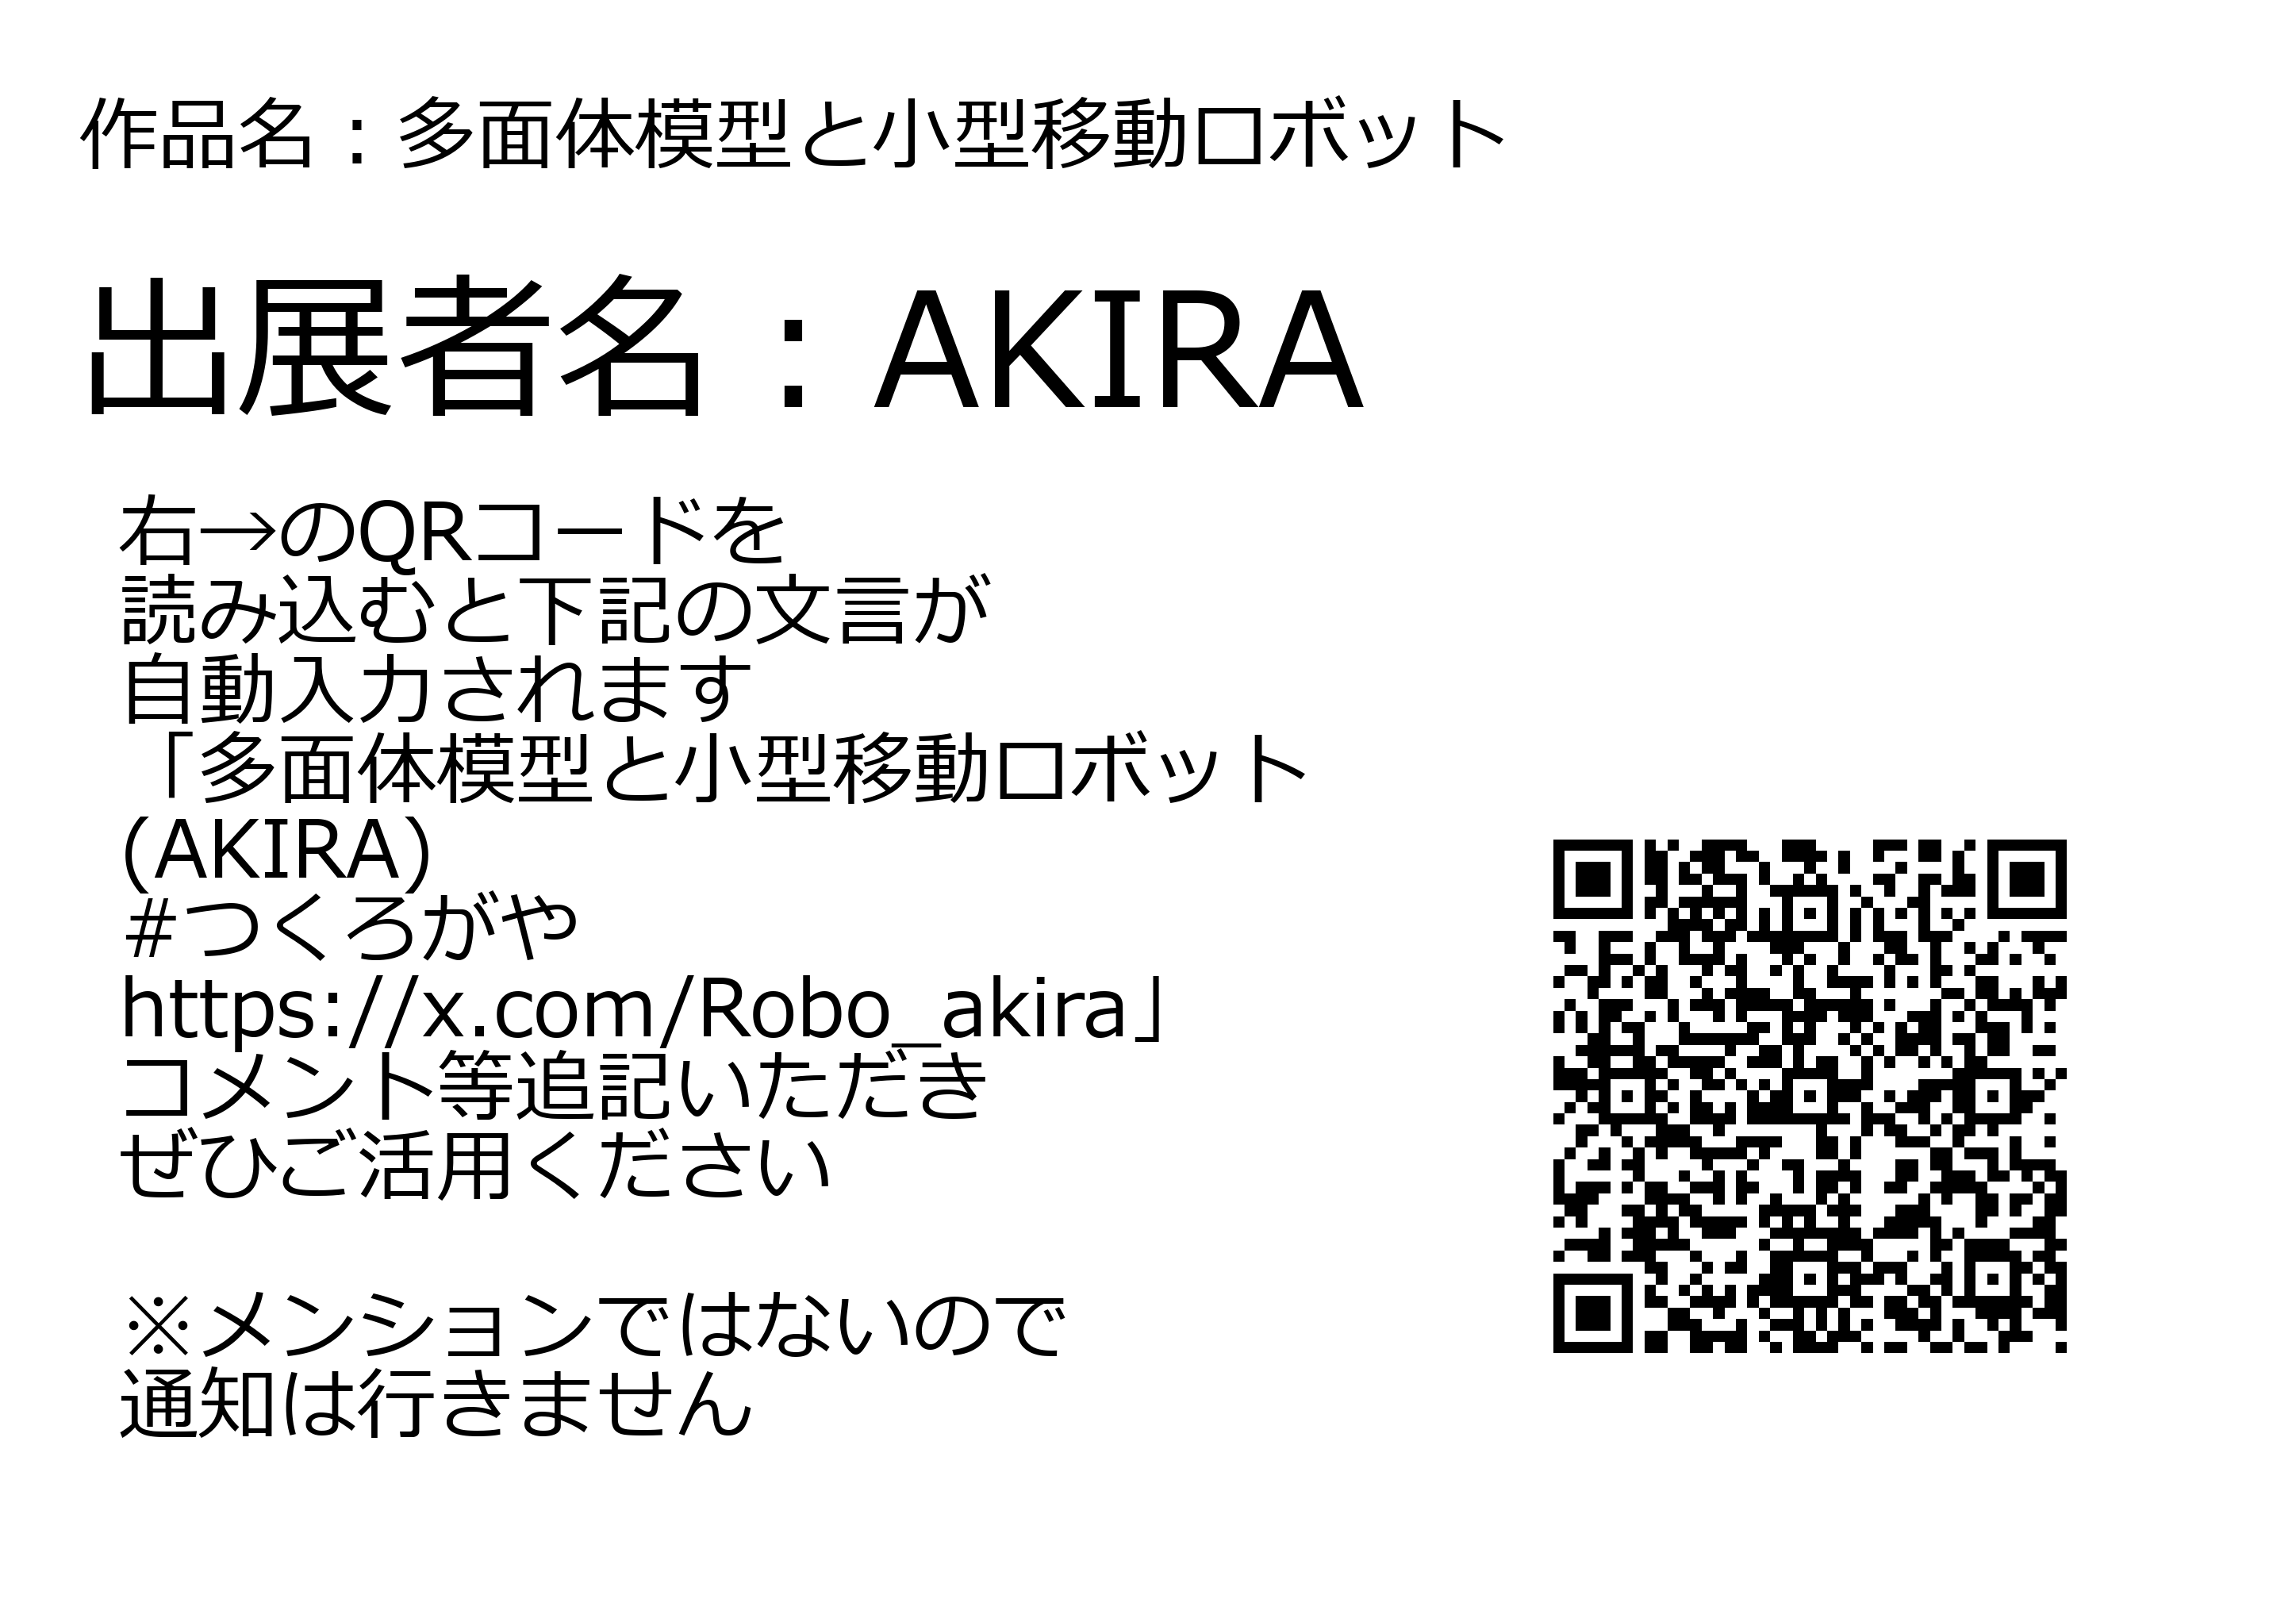 作品名：多面体模型と小型移動ロボット
出展者名：AKIRA
右→のQRコードを
読み込むと下記の文言が
自動入力されます
「多面体模型と小型移動ロボット
(AKIRA)
#つくろがや
https://x.com/Robo_akira」
コメント等追記いただき
ぜひご活用ください
※メンションではないので
通知は行きません